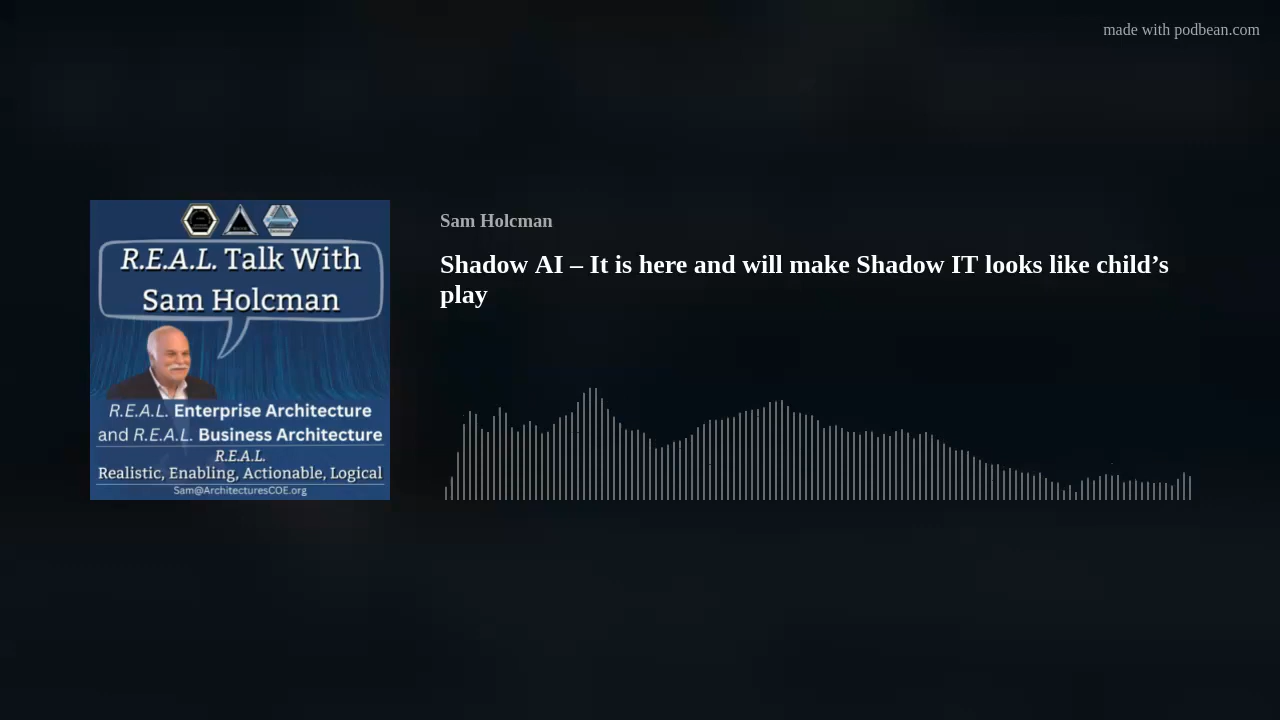 made with podbean.com
R.E.A.L. Talk With
Sam Holcman
R.E.A.L. Enterprise Architecture
and R.E.A.L. Business Architecture
R.E.A.L.
Realistic, Enabling, Actionable, Logical
Sam@ArchitecturesCOE.org
Sam Holcman
Shadow AI – It is here and will make Shadow IT looks like child’s
play